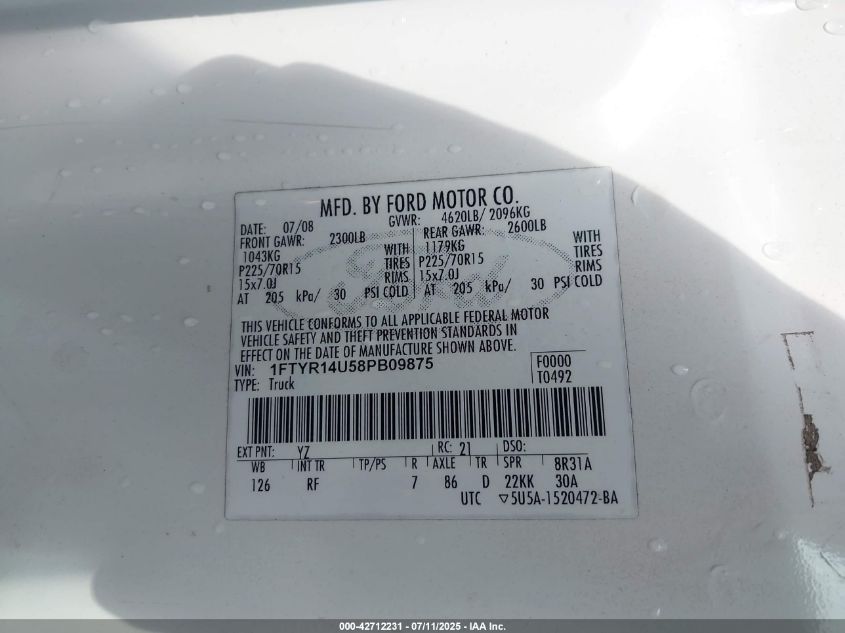 MFD. BY FORD MOTOR CO.
DATE: 07/08 GVWR: 4620LB/ 2096KG
FRONT GAWR: 2300LB REAR GAWR: 2600LB
1043KG WITH 1179KG WITH
P225/70R15 TIRES P225/70R15 TIRES
15x7.0J RIMS 15x7.0J RIMS
AT 205 kPa/ 30 PSI COLD AT 205 kPa/ 30 PSI COLD
THIS VEHICLE CONFORMS TO ALL APPLICABLE FEDERAL MOTOR
VEHICLE SAFETY AND THEFT PREVENTION STANDARDS IN
EFFECT ON THE DATE OF MANUFACTURE SHOWN ABOVE.
VIN: 1FTYR14U58PB09875 F0000
TYPE: Truck T0492
EXT PNT: YZ RC: 21 DSO:
WB INT TR TP/PS R AXLE TR SPR 8R31A
126 RF 7 86 D 22KK 30A
UTC ▽5U5A-1520472-BA
Ford
000-42712231 - 07/11/2025 - IAA Inc.